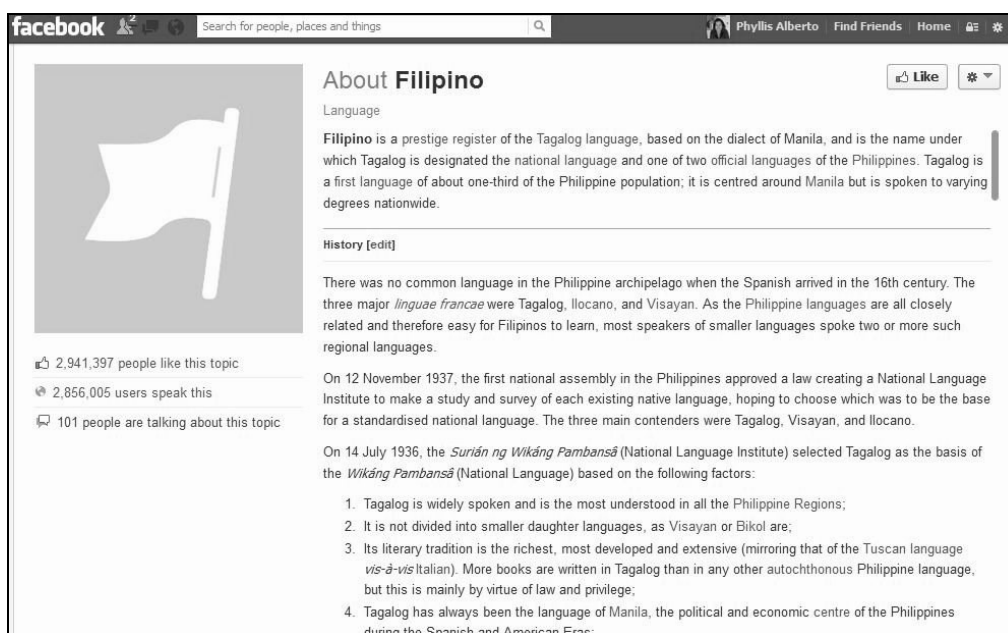 facebook
2
Search for people, places and things
Phyllis Alberto
Find Friends
Home
About Filipino
Like
Language
Filipino is a prestige register of the Tagalog language, based on the dialect of Manila, and is the name under
which Tagalog is designated the national language and one of two official languages of the Philippines. Tagalog is
a first language of about one-third of the Philippine population; it is centred around Manila but is spoken to varying
degrees nationwide.
History [edit]
There was no common language in the Philippine archipelago when the Spanish arrived in the 16th century. The
three major linguae francae were Tagalog, Ilocano, and Visayan. As the Philippine languages are all closely
related and therefore easy for Filipinos to learn, most speakers of smaller languages spoke two or more such
regional languages.
On 12 November 1937, the first national assembly in the Philippines approved a law creating a National Language
Institute to make a study and survey of each existing native language, hoping to choose which was to be the base
for a standardised national language. The three main contenders were Tagalog, Visayan, and Ilocano.
On 14 July 1936, the Surián ng Wikáng Pambansâ (National Language Institute) selected Tagalog as the basis of
the Wikáng Pambansâ (National Language) based on the following factors:
1. Tagalog is widely spoken and is the most understood in all the Philippine Regions;
2. It is not divided into smaller daughter languages, as Visayan or Bikol are;
3. Its literary tradition is the richest, most developed and extensive (mirroring that of the Tuscan language
vis-à-vis Italian). More books are written in Tagalog than in any other autochthonous Philippine language,
but this is mainly by virtue of law and privilege;
4. Tagalog has always been the language of Manila, the political and economic centre of the Philippines
during the Spanish and American Eras;
2,941,397 people like this topic
2,856,005 users speak this
101 people are talking about this topic